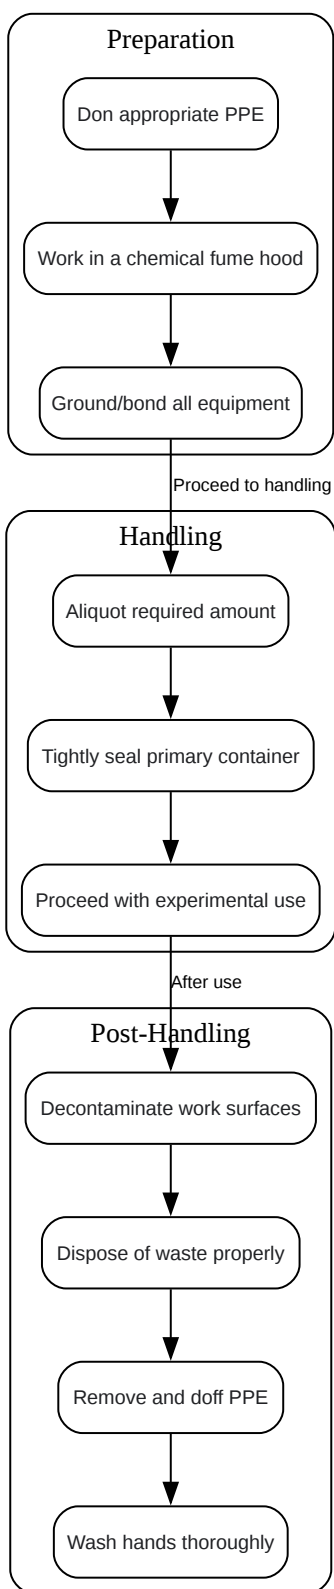 Preparation
Don appropriate PPE
Work in a chemical fume hood
Ground/bond all equipment
Proceed to handling
Handling
Aliquot required amount
Tightly seal primary container
Proceed with experimental use
After use
Post-Handling
Decontaminate work surfaces
Dispose of waste properly
Remove and doff PPE
Wash hands thoroughly